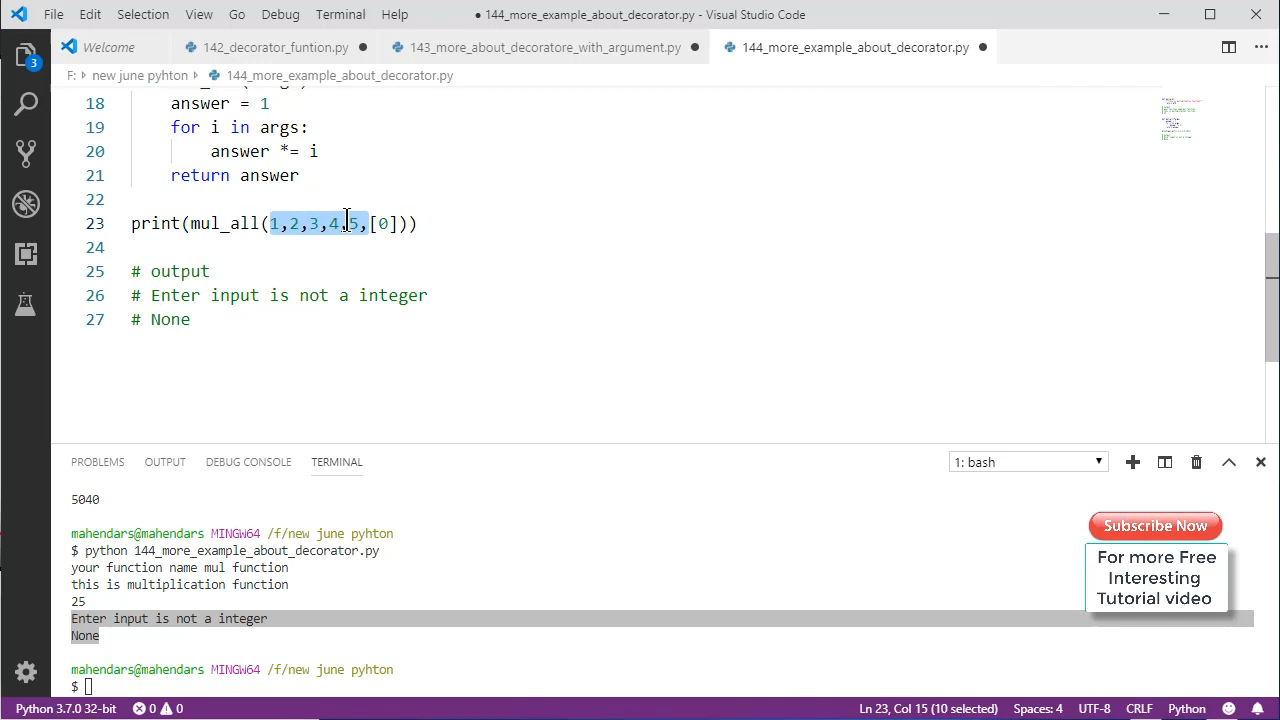 File Edit Selection View Go Debug Terminal Help
● 144_more_example_about_decorator.py - Visual Studio Code
Welcome
142_decorator_funtion.py
143_more_about_decoratore_with_argument.py
144_more_example_about_decorator.py
F: new june pyhton 144_more_example_about_decorator.py
18 answer = 1
19 for i in args:
20 answer *= i
21 return answer
22
23 print(mul_all(1,2,3,4,5,[0]))
24
25 # output
26 # Enter input is not a integer
27 # None
PROBLEMS OUTPUT DEBUG CONSOLE TERMINAL 1: bash
5040
mahendars@mahendars MINGW64 /f/new june pyhton
$ python 144_more_example_about_decorator.py
your function name mul function
this is multiplication function
25
Enter input is not a integer
None
mahendars@mahendars MINGW64 /f/new june pyhton
$
Subscribe Now
For more Free
Interesting
Tutorial video
3
Python 3.7.0 32-bit 0 0 Ln 23, Col 15 (10 selected) Spaces: 4 UTF-8 CRLF Python